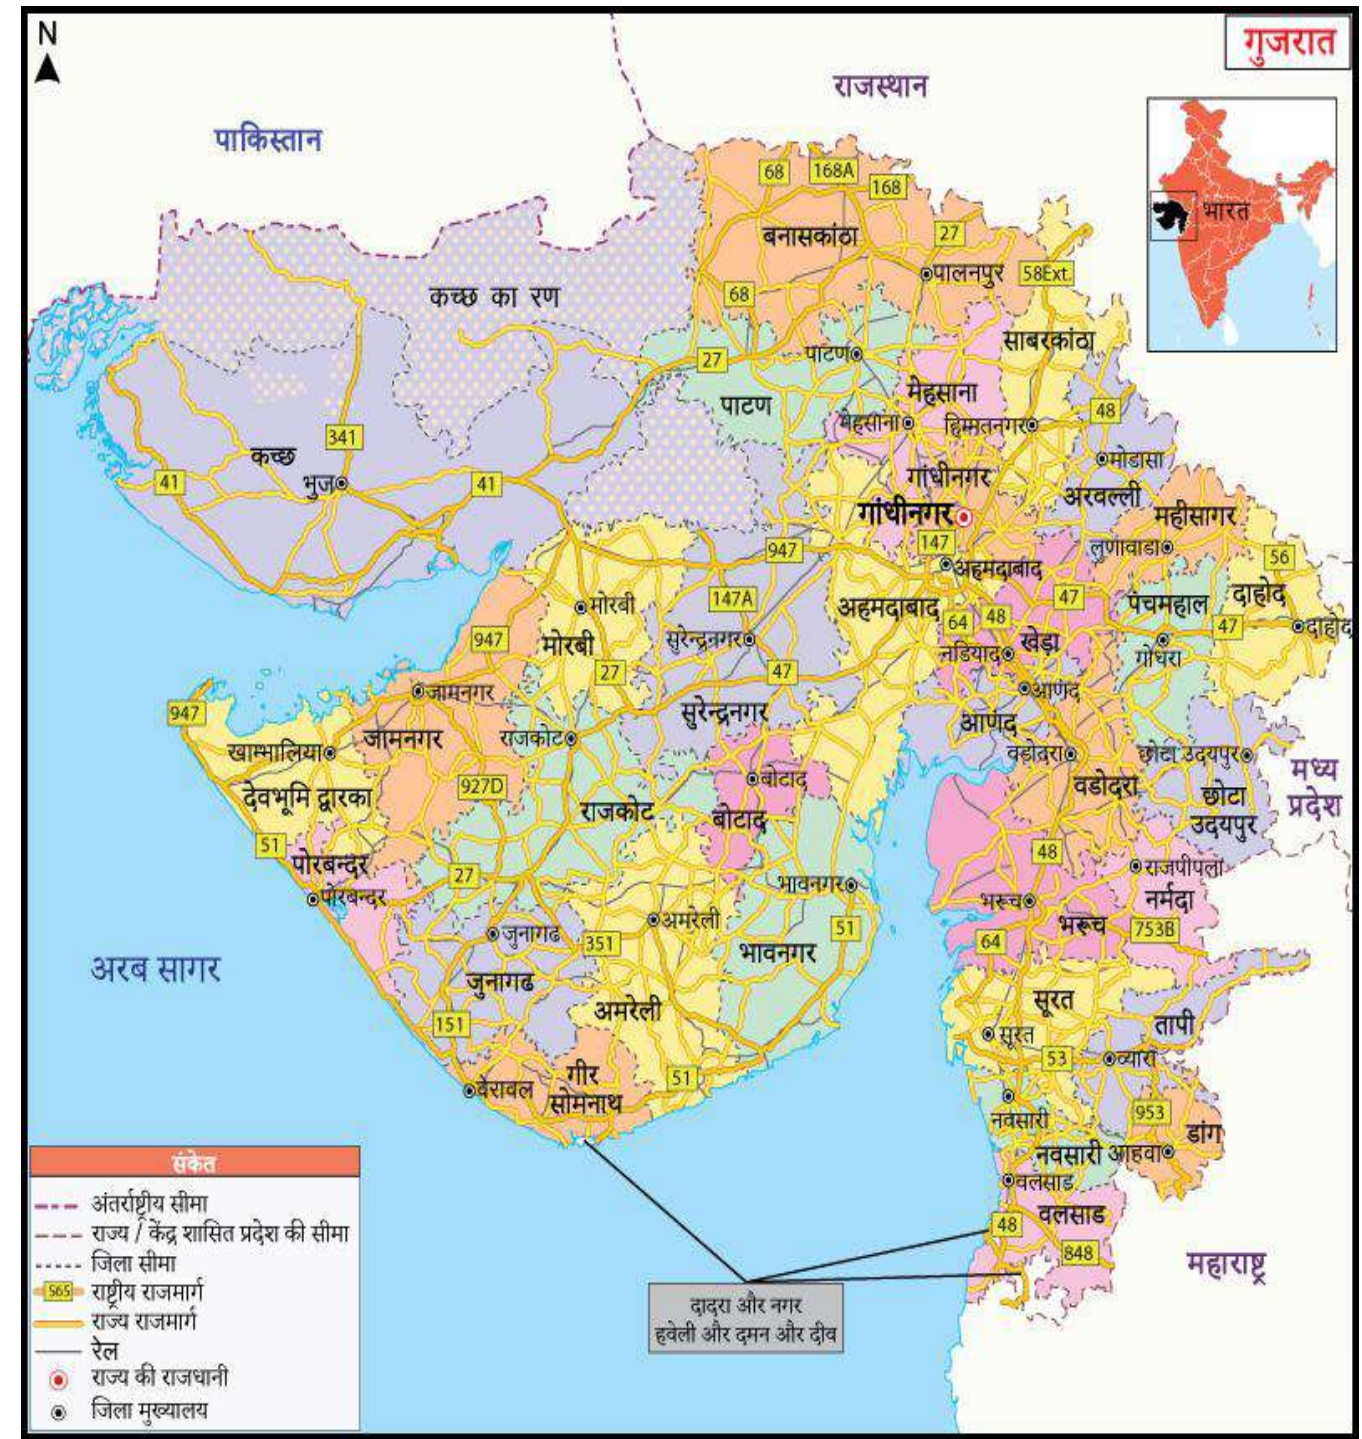 N
गुजरात
राजस्थान
पाकिस्तान
भारत
68
168A
168
27
बनासकांठा
पालनपुर
58Ext.
68
कच्छ का रण
साबरकांठा
27
पाटण
मेहसाना
पाटण
48
मेहसाना
हिम्मतनगर
341
कच्छ
मोडासा
41
भुज
41
गांधीनगर
अरवल्ली
गांधीनगर
महीसागर
147
लुणावाडा
947
56
अहमदाबाद
147A
47
पंचमहाल
दाहोद
मोरबी
अहमदाबाद
64
48
47
दाहोद
947
मोरबी
सुरेन्द्रनगर
खेड़ा
नडियाद
गोधरा
27
47
जामनगर
आणंद
947
सुरेन्द्रनगर
आणंद
जामनगर
राजकोट
खाम्भालिया
वड़ोदरा
छोटा उदयपुर
मध्य
प्रदेश
927D
बोटाद
वडोदरा
देवभूमि द्वारका
छोटा
उदयपुर
राजकोट
बोटाद
51
48
पोरबन्दर
राजपीपला
27
भावनगर
पोरबन्दर
भरूच
नर्मदा
अमरेली
भरूच
753B
51
जुनागढ
351
64
भावनगर
अरब सागर
जुनागढ
अमरेली
सूरत
151
तापी
सूरत
53
व्यारा
गीर
सोमनाथ
51
वेरावल
नवसारी
953
डांग
नवसारी
आहवा
वलसाड
वलसाड
48
848
महाराष्ट्र
दादरा और नगर
हवेली और दमन और दीव
संकेत
अंतर्राष्ट्रीय सीमा
राज्य / केंद्र शासित प्रदेश की सीमा
जिला सीमा
565 राष्ट्रीय राजमार्ग
राज्य राजमार्ग
रेल
राज्य की राजधानी
जिला मुख्यालय